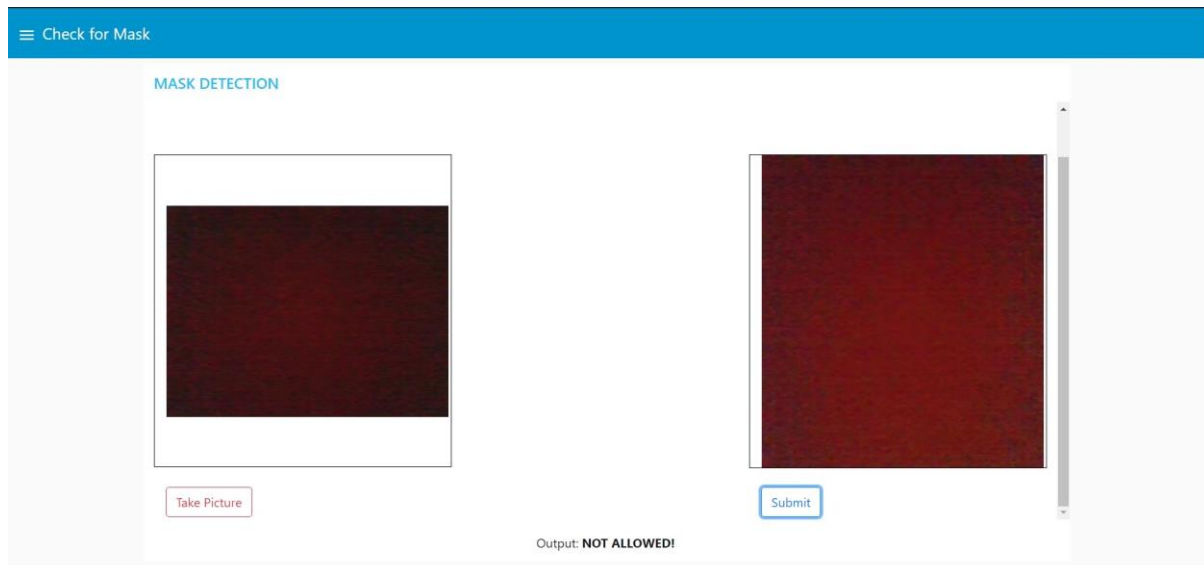 Check for Mask
MASK DETECTION
Take Picture
Submit
Output: NOT ALLOWED!